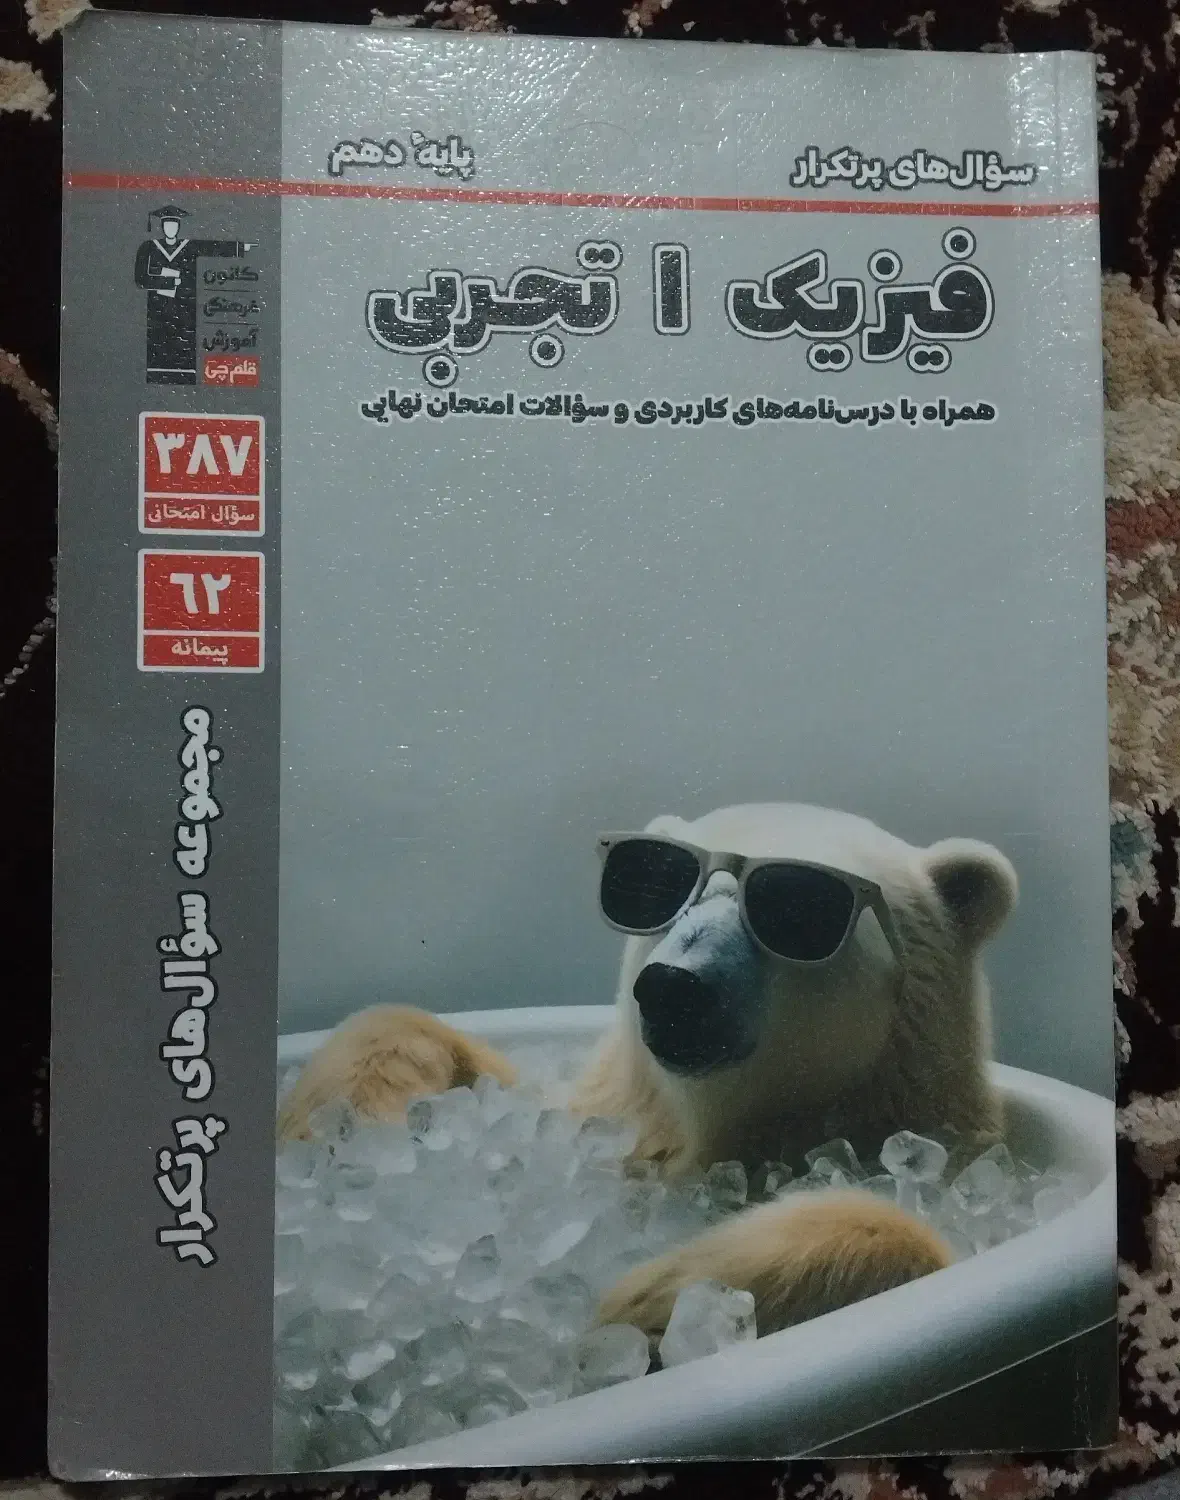 سؤال‌های پرتکرار
پایهٔ دهم
فیزیک ۱ تجربی
همراه با درس‌نامه‌های کاربردی و سؤالات امتحان نهایی
کانون
فرهنگی
آموزش
قلم‌چی
۳۸۷
سؤال امتحانی
۶۲
پیمانه
مجموعه سؤال‌های پرتکرار